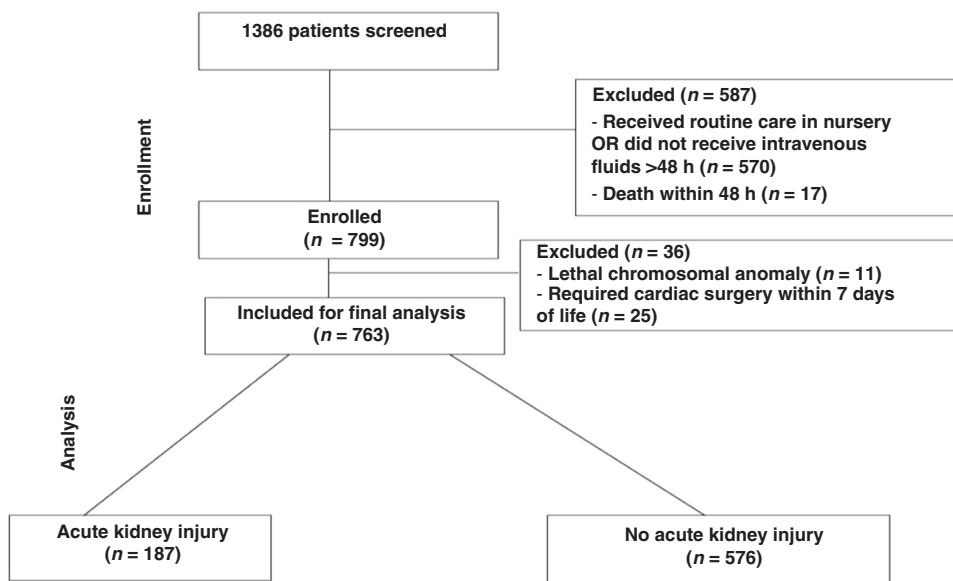 1386 patients screened
Enrollment
Excluded (n = 587)
- Received routine care in nursery
OR did not receive intravenous
fluids >48 h (n = 570)
- Death within 48 h (n = 17)
Enrolled
(n = 799)
Excluded (n = 36)
- Lethal chromosomal anomaly (n = 11)
- Required cardiac surgery within 7 days
of life (n = 25)
Included for final analysis
(n = 763)
Analysis
Acute kidney injury
(n = 187)
No acute kidney injury
(n = 576)